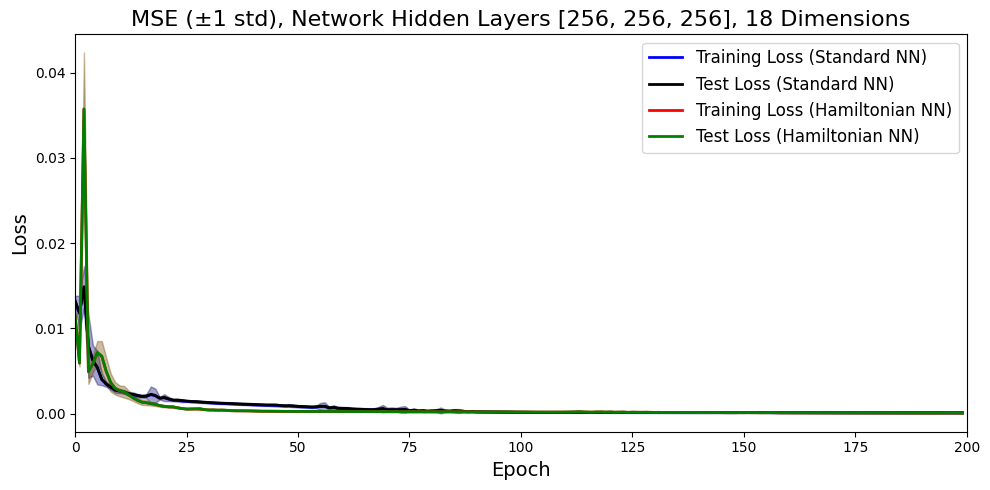 MSE (±1 std), Network Hidden Layers [256, 256, 256], 18 Dimensions
Training Loss (Standard NN)
Test Loss (Standard NN)
Training Loss (Hamiltonian NN)
Test Loss (Hamiltonian NN)
Loss
0.04
0.03
0.02
0.01
0.00
0 25 50 75 100 125 150 175 200
Epoch